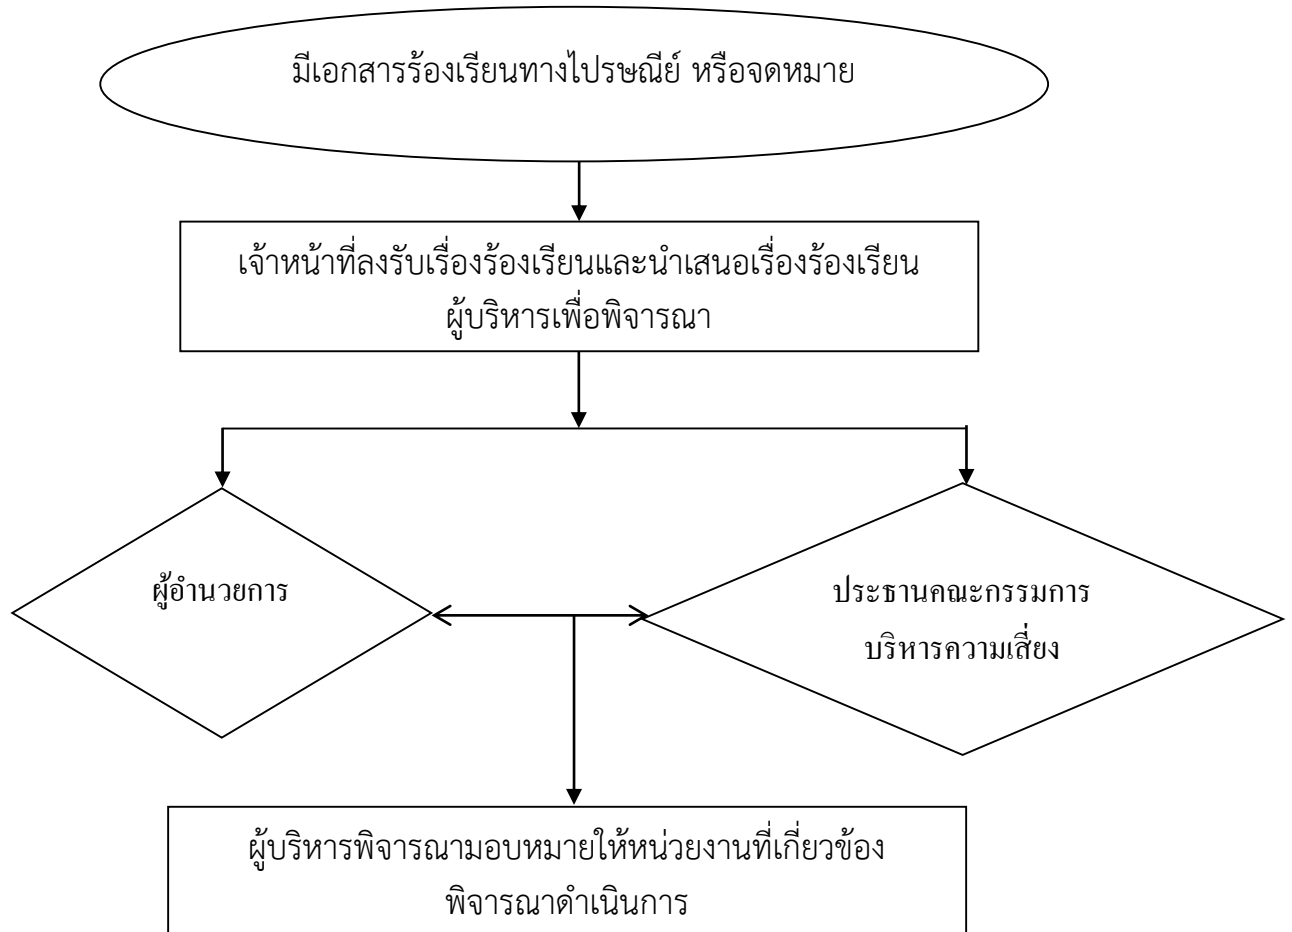 มีเอกสารร้องเรียนทางไปรษณีย์ หรือจดหมาย
เจ้าหน้าที่ลงรับเรื่องร้องเรียนและนำเสนอเรื่องร้องเรียน
ผู้บริหารเพื่อพิจารณา
ผู้อำนวยการ
ประธานคณะกรรมการ
บริหารความเสี่ยง
ผู้บริหารพิจารณามอบหมายให้หน่วยงานที่เกี่ยวข้อง
พิจารณาดำเนินการ